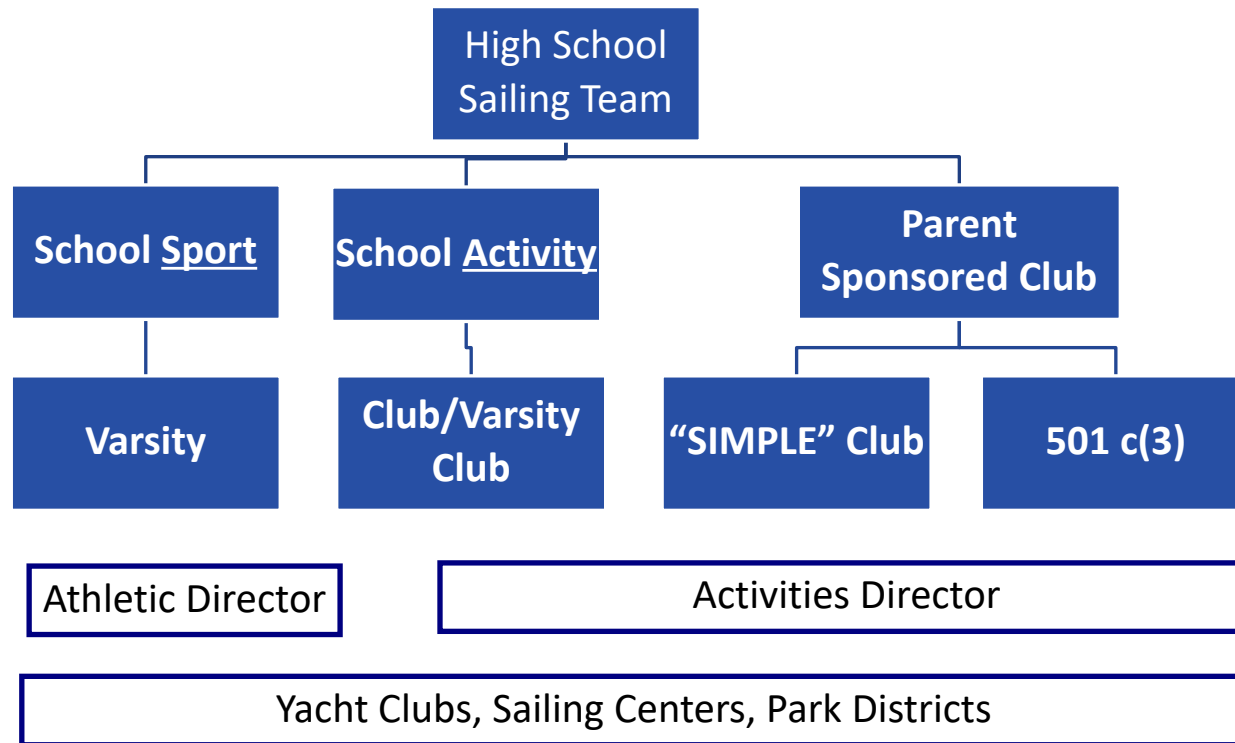 High School
Sailing Team
School Sport
School Activity
Parent
Sponsored Club
Varsity
Club/Varsity
Club
“SIMPLE” Club
501 c(3)
Athletic Director
Activities Director
Yacht Clubs, Sailing Centers, Park Districts